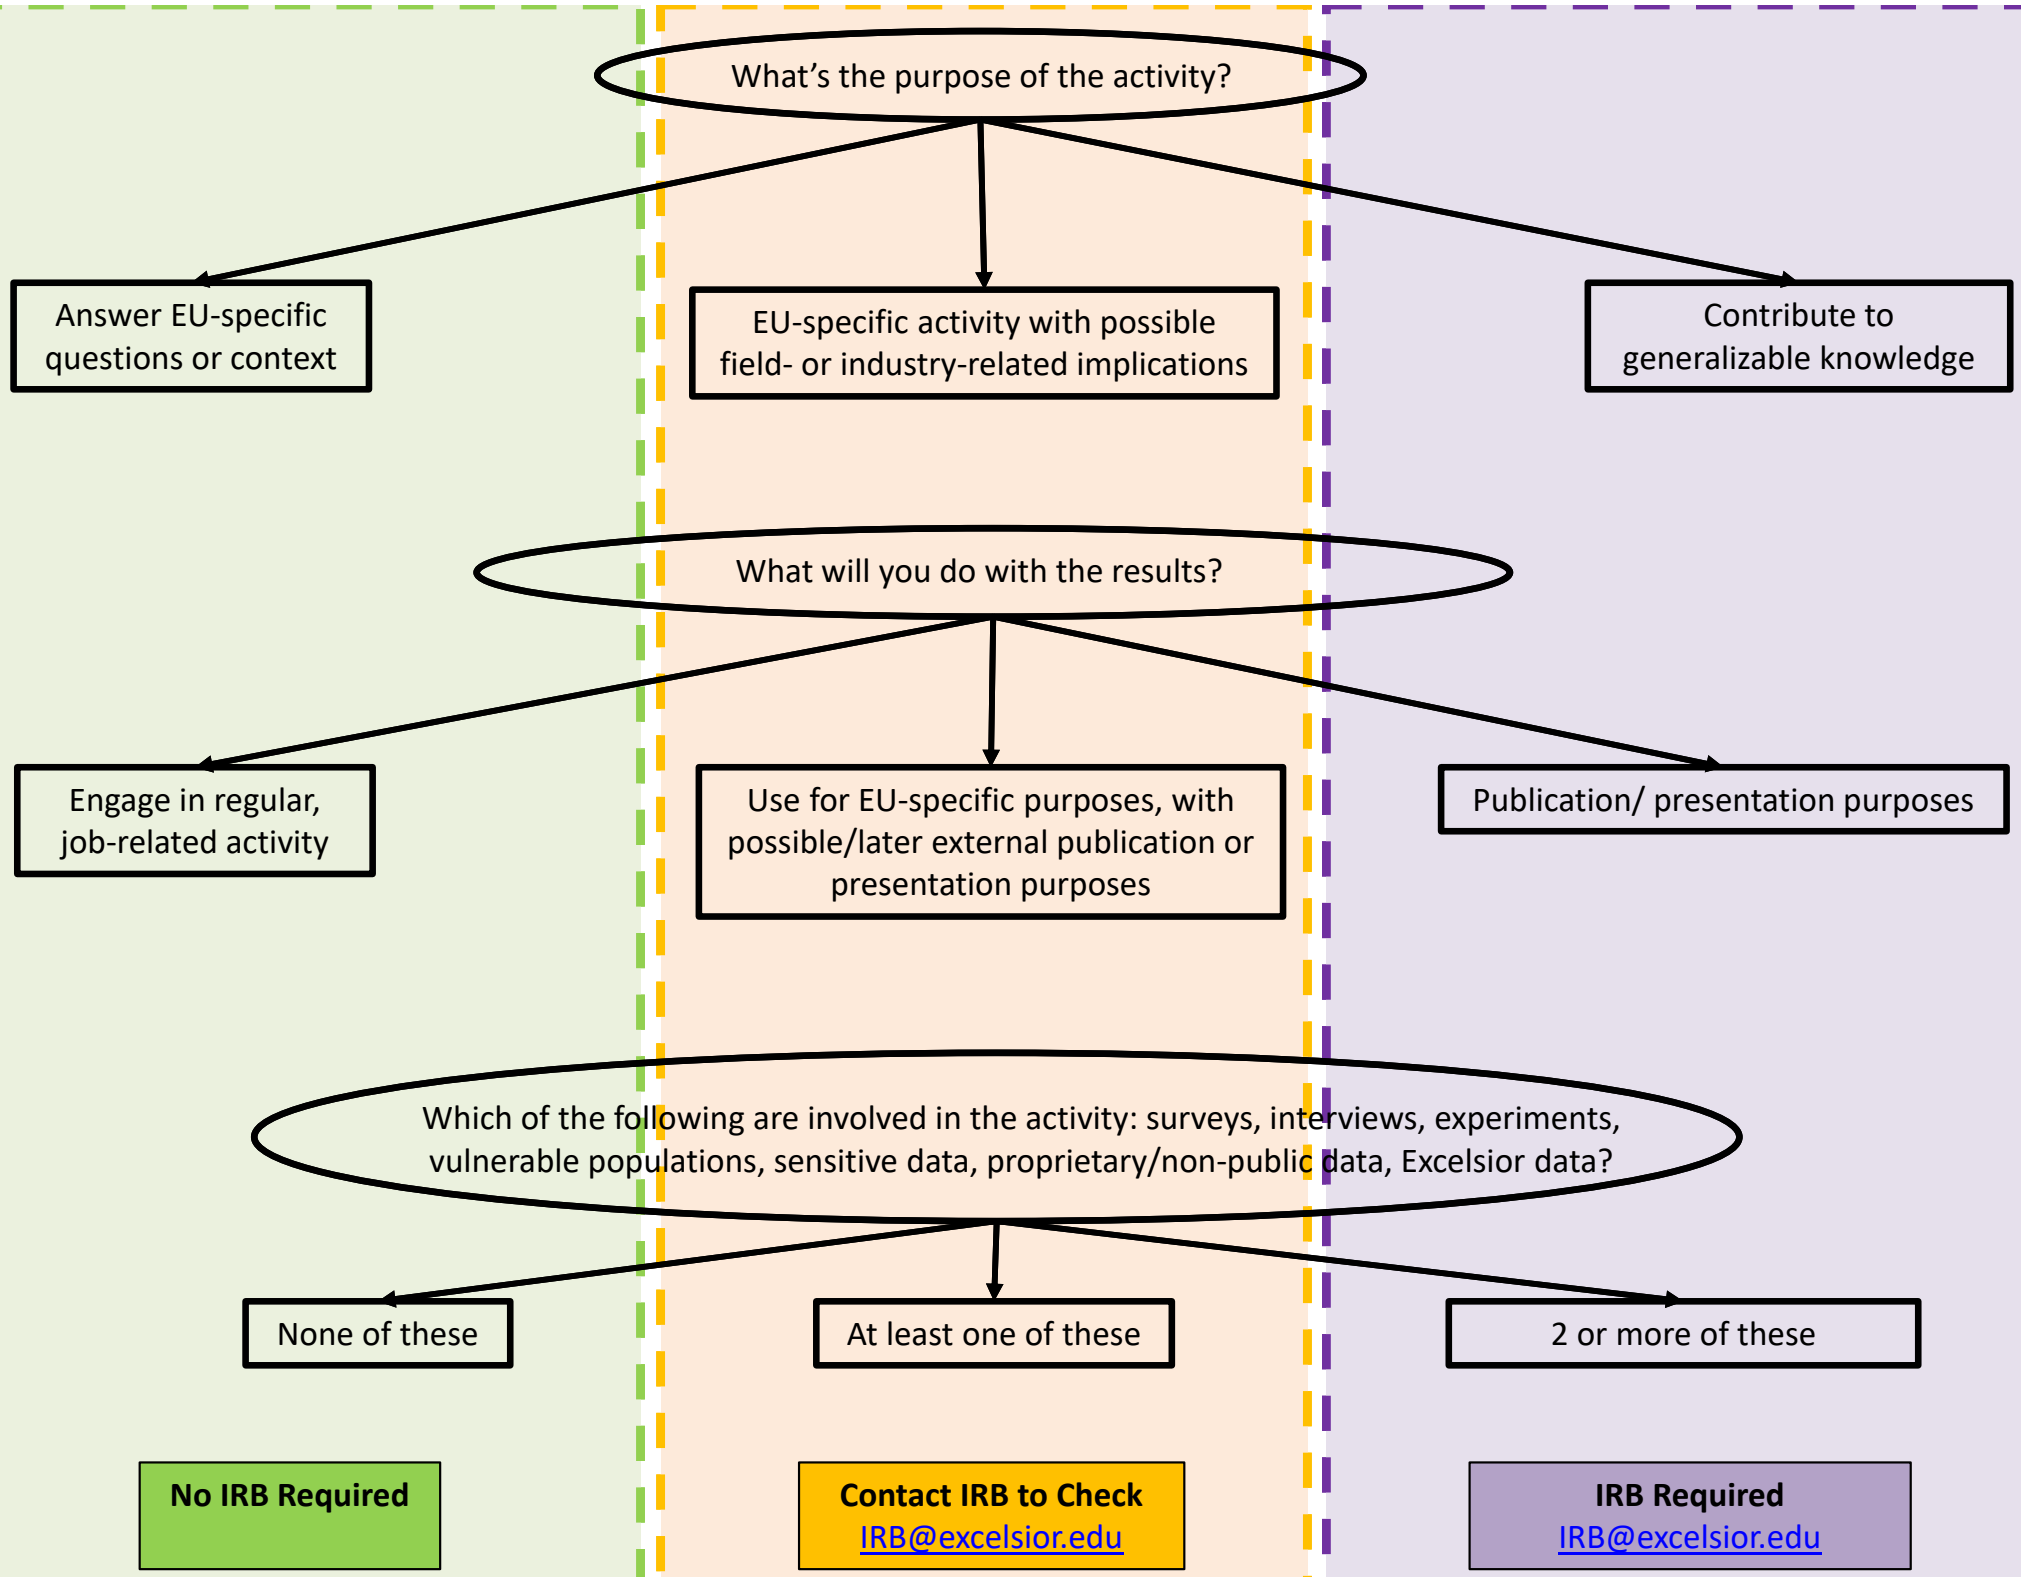 What’s the purpose of the activity?
Answer EU-specific
questions or context
EU-specific activity with possible
field- or industry-related implications
Contribute to
generalizable knowledge
What will you do with the results?
Engage in regular,
job-related activity
Use for EU-specific purposes, with
possible/later external publication or
presentation purposes
Publication/ presentation purposes
Which of the following are involved in the activity: surveys, interviews, experiments,
vulnerable populations, sensitive data, proprietary/non-public data, Excelsior data?
None of these
At least one of these
2 or more of these
No IRB Required
Contact IRB to Check
IRB@excelsior.edu
IRB Required
IRB@excelsior.edu